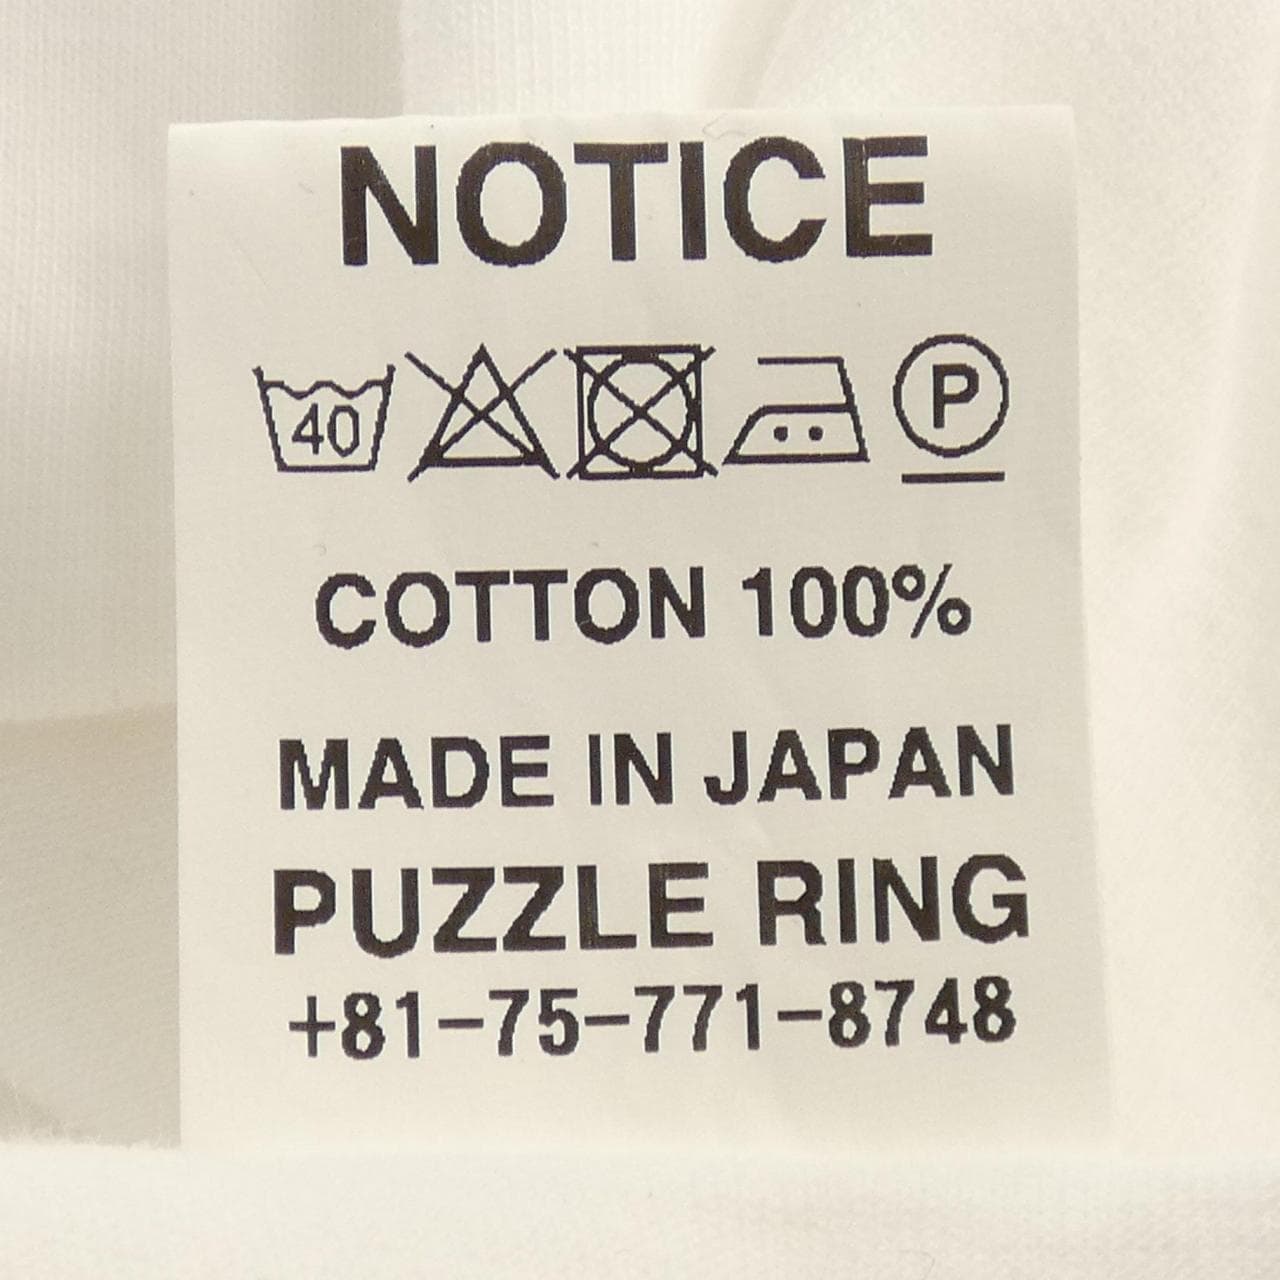 NOTICE
40 P
COTTON 100%
MADE IN JAPAN
PUZZLE RING
+81-75-771-8748